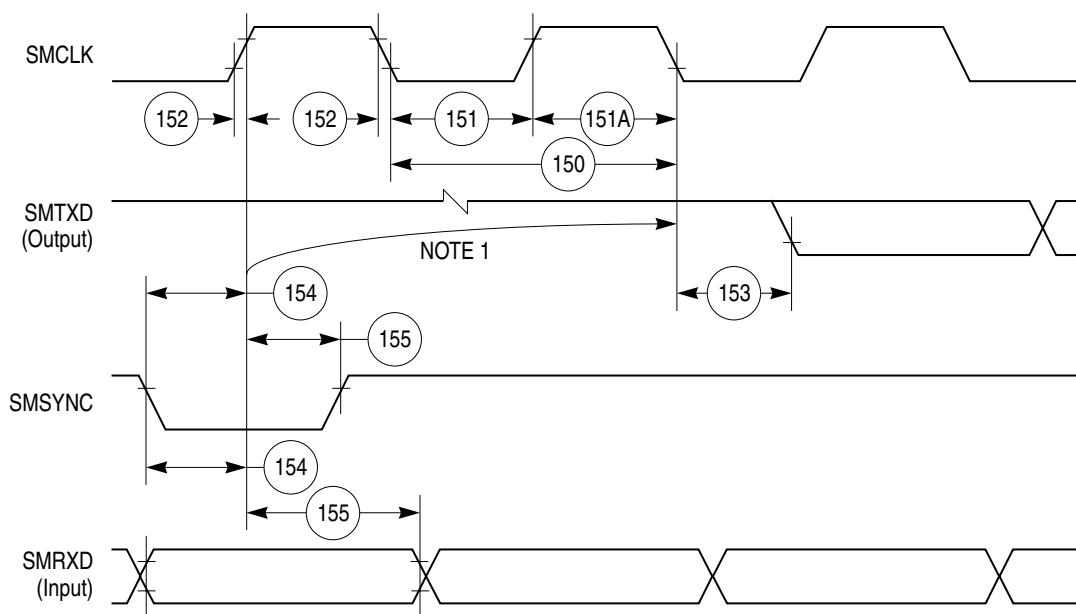 SMCLK
152
152
151
151A
150
SMTXD
(Output)
NOTE 1
154
153
155
SMSYNC
154
155
SMRXD
(Input)